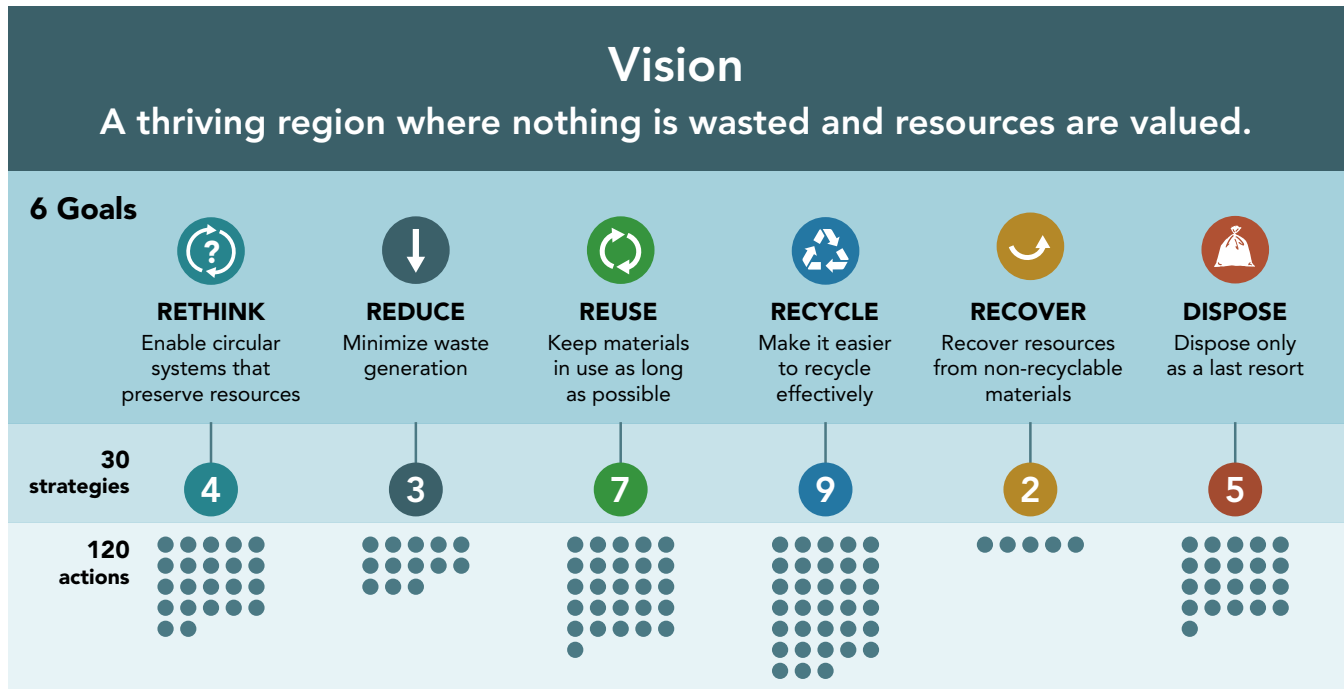 Vision
A thriving region where nothing is wasted and resources are valued.
6 Goals
?
RETHINK
Enable circular
systems that
preserve resources
REDUCE
Minimize waste
generation
REUSE
Keep materials
in use as long
as possible
RECYCLE
Make it easier
to recycle
effectively
RECOVER
Recover resources
from non-recyclable
materials
DISPOSE
Dispose only
as a last resort
30
strategies
4
3
7
9
2
5
120
actions